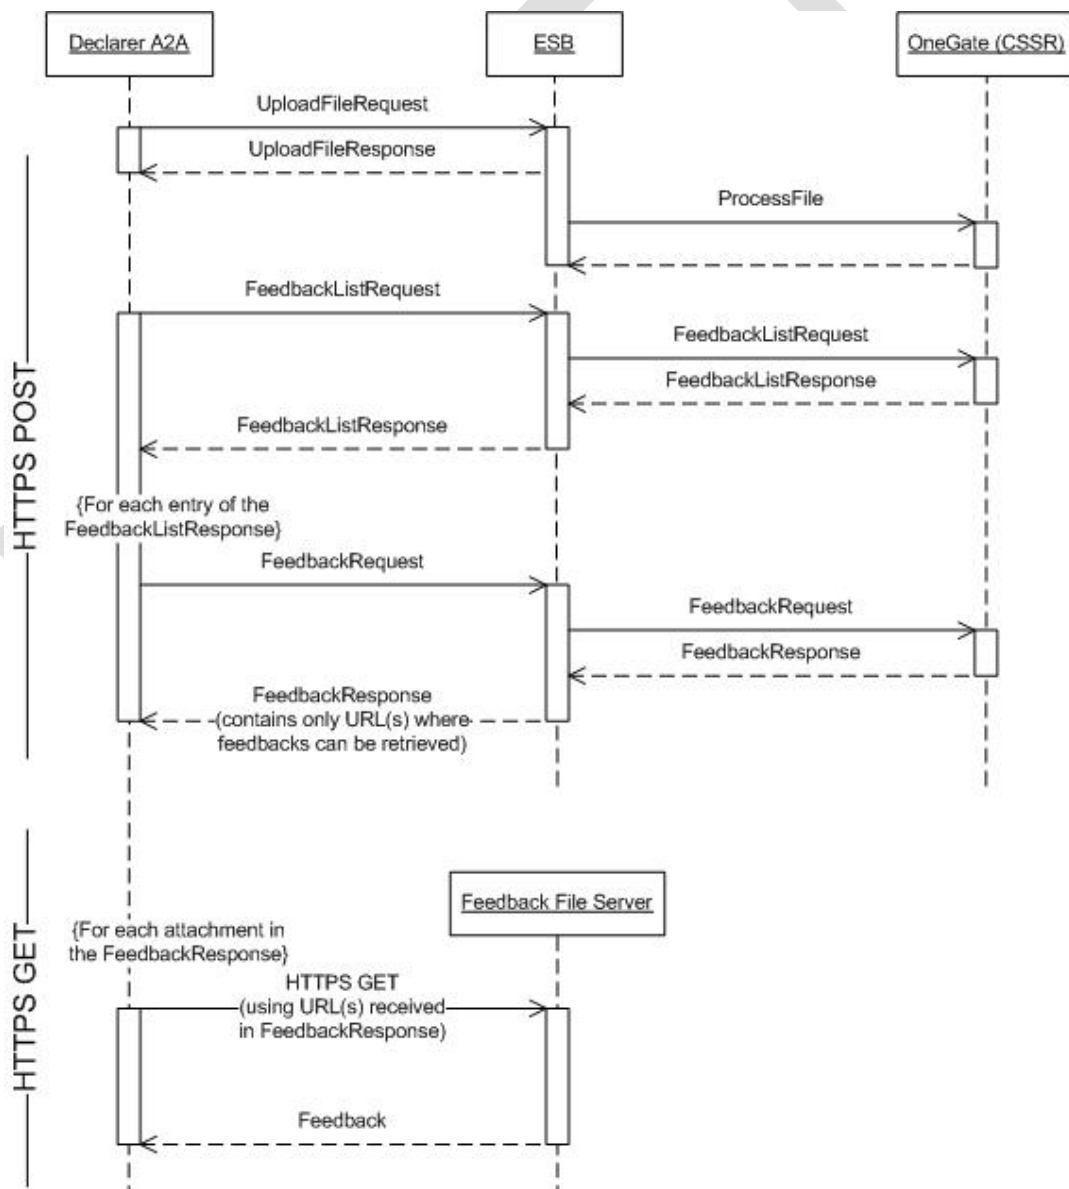 Declarer A2A
ESB
OneGate (CSSR)
UploadFileRequest
UploadFileResponse
ProcessFile
FeedbackListRequest
FeedbackListRequest
FeedbackListResponse
FeedbackListResponse
HTTPS POST
{For each entry of the
FeedbackListResponse}
FeedbackRequest
FeedbackRequest
FeedbackResponse
FeedbackResponse
(contains only URL(s) where
feedbacks can be retrieved)
Feedback File Server
HTTPS GET
{For each attachment in
the FeedbackResponse}
HTTPS GET
(using URL(s) received
in FeedbackResponse)
Feedback